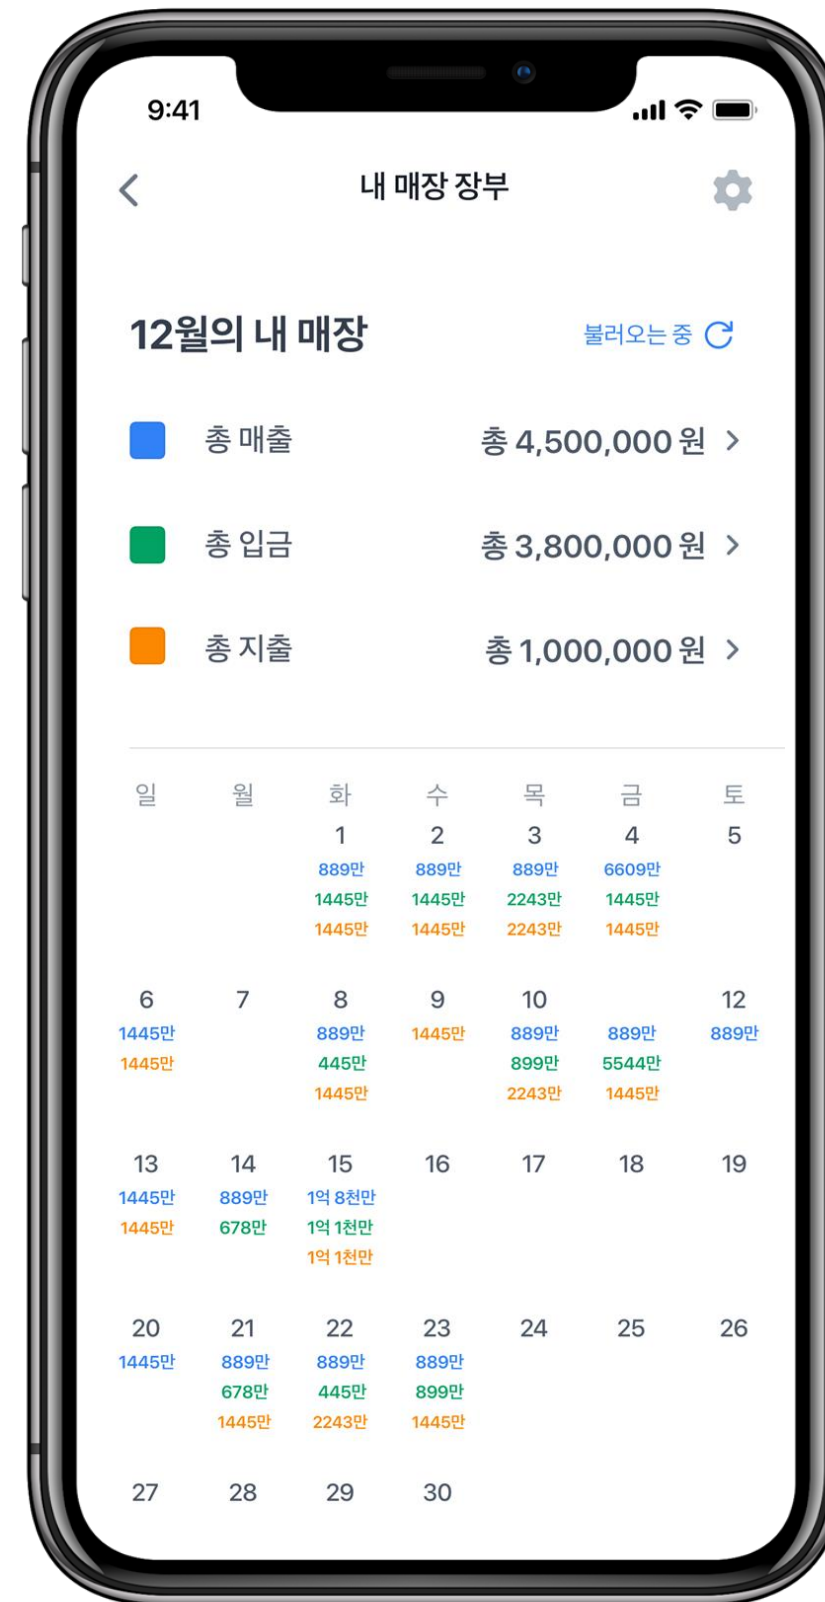 9:41
내 매장 장부
12월의 내 매장 불러오는 중
총 매출 총 4,500,000 원
총 입금 총 3,800,000 원
총 지출 총 1,000,000 원
일 월 화 수 목 금 토
1 2 3 4 5
889만 889만 889만 6609만
1445만 1445만 2243만 1445만
1445만 1445만 2243만 1445만
6 7 8 9 10 12
1445만 889만 1445만 889만 889만 889만
1445만 445만 899만 5544만
1445만 2243만 1445만
13 14 15 16 17 18 19
1445만 889만 1억 8천만
1445만 678만 1억 1천만
1억 1천만
20 21 22 23 24 25 26
1445만 889만 889만 889만
678만 445만 899만
1445만 2243만 1445만
27 28 29 30